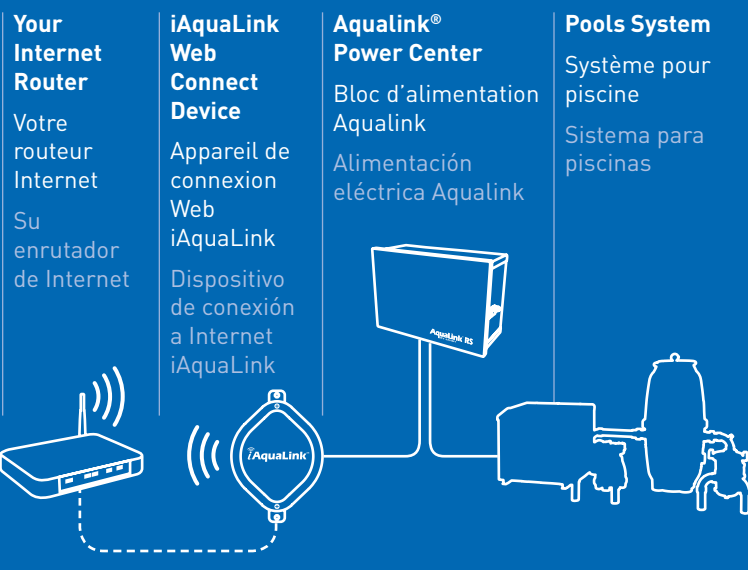 Your
Internet
Router
Votre
routeur
Internet
Su
enrutador
de Internet
iAquaLink
Web
Connect
Device
Appareil de
connexion
Web
iAquaLink
Dispositivo
de conexión
a Internet
iAquaLink
Aqualink®
Power Center
Bloc d’alimentation
Aqualink
Alimentación
eléctrica Aqualink
Pools System
Système pour
piscine
Sistema para
piscinas
AquaLink RS
iAquaLink™